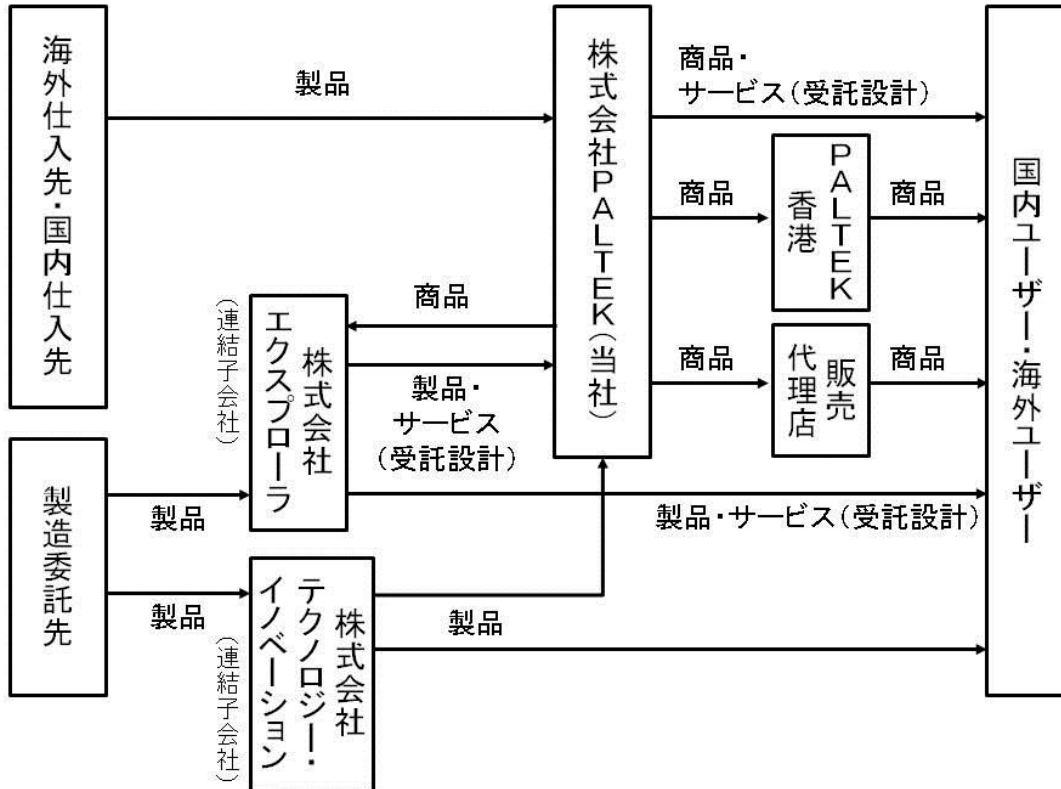 海外仕入先・国内仕入先
製品
株式会社PALTEK(当社)
商品・
サービス(受託設計)
国内ユーザー・海外ユーザー
商品
PALTEK
香港
商品
商品
販売
代理店
商品
商品
株式会社
エクスプローラ
(連結子会社)
製品・
サービス
(受託設計)
製造委託先
製品
製品・サービス(受託設計)
製品
株式会社
テクノロジー・
イノベーション
(連結子会社)
製品